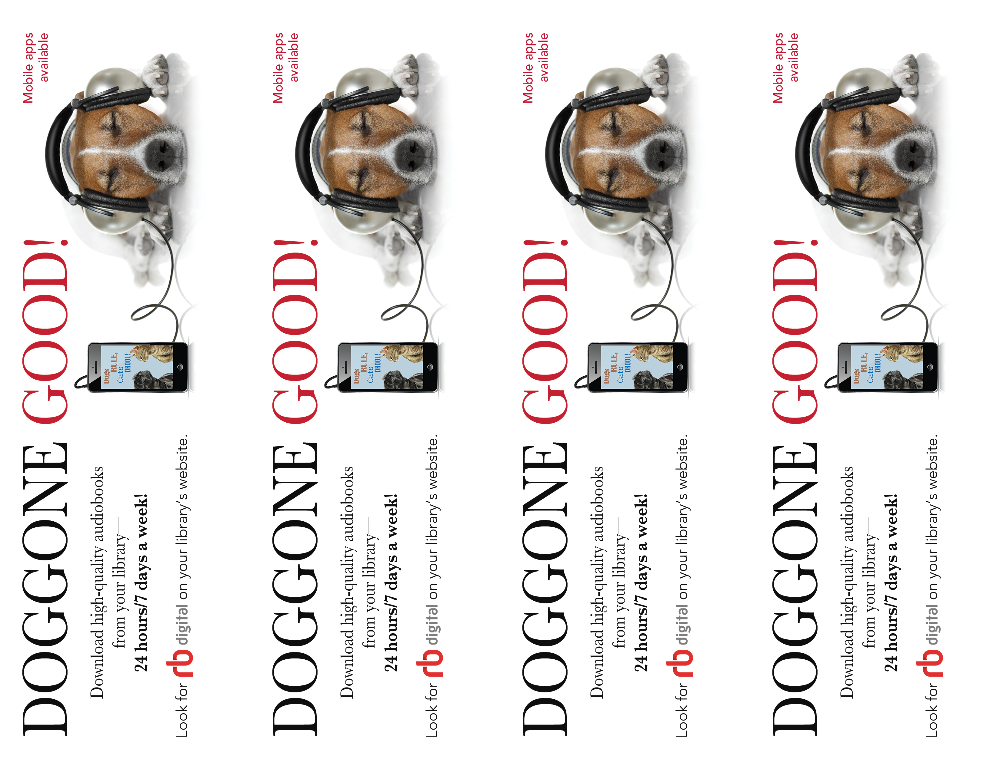 DOGGONE GOOD!
Mobile apps
available
Download high-quality audiobooks
from your library—
24 hours/7 days a week!
Look for rb digital on your library's website.
Dogs
RULE,
Cats
DROOL!
DOGGONE GOOD!
Mobile apps
available
Download high-quality audiobooks
from your library—
24 hours/7 days a week!
Look for rb digital on your library's website.
Dogs
RULE,
Cats
DROOL!
DOGGONE GOOD!
Mobile apps
available
Download high-quality audiobooks
from your library—
24 hours/7 days a week!
Look for rb digital on your library's website.
Dogs
RULE,
Cats
DROOL!
DOGGONE GOOD!
Mobile apps
available
Download high-quality audiobooks
from your library—
24 hours/7 days a week!
Look for rb digital on your library's website.
Dogs
RULE,
Cats
DROOL!